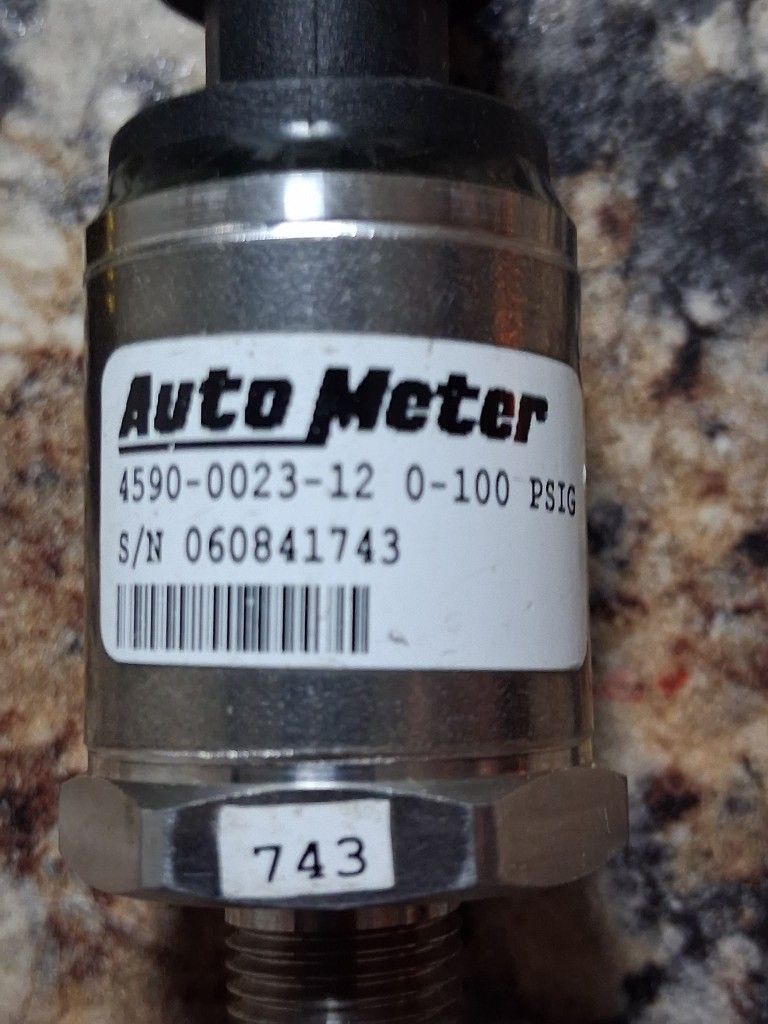 Auto Meter
4590-0023-12 0-100 PSIG
S/N 060841743
743